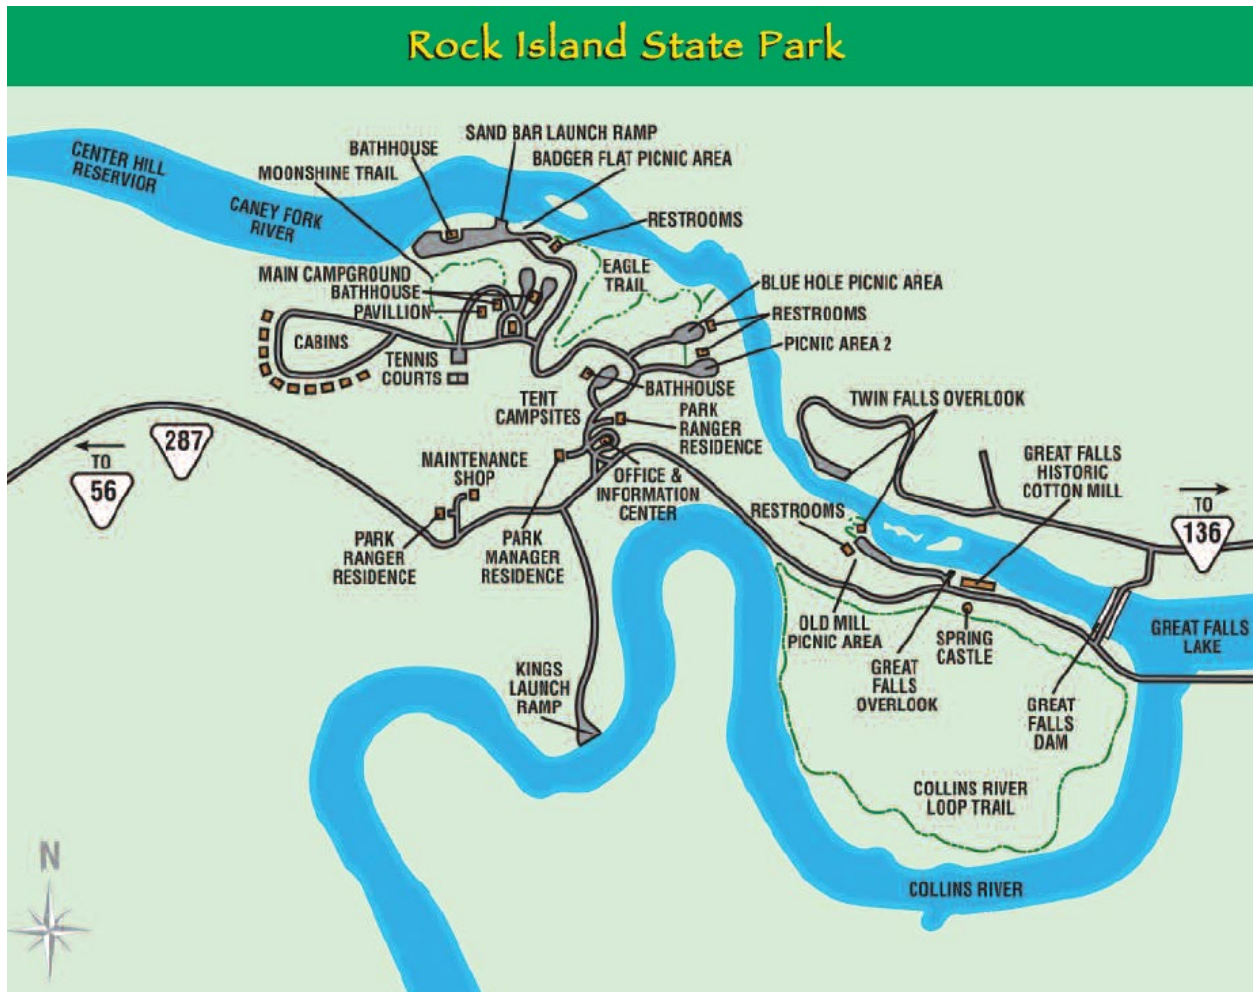 Rock Island State Park
SAND BAR LAUNCH RAMP
BATHHOUSE
BADGER FLAT PICNIC AREA
MOONSHINE TRAIL
CENTER HILL
RESERVIOR
CANEY FORK
RIVER
RESTROOMS
EAGLE
TRAIL
MAIN CAMPGROUND
BATHHOUSE
PAVILLION
BLUE HOLE PICNIC AREA
RESTROOMS
PICNIC AREA 2
CABINS
TENNIS
COURTS
BATHHOUSE
TENT
CAMPSITES
PARK
RANGER
RESIDENCE
TWIN FALLS OVERLOOK
287
TO
56
MAINTENANCE
SHOP
OFFICE &
INFORMATION
CENTER
GREAT FALLS
HISTORIC
COTTON MILL
RESTROOMS
TO
136
PARK
RANGER
RESIDENCE
PARK
MANAGER
RESIDENCE
OLD MILL
PICNIC AREA
SPRING
CASTLE
GREAT FALLS
LAKE
GREAT
FALLS
OVERLOOK
KINGS
LAUNCH
RAMP
GREAT
FALLS
DAM
COLLINS RIVER
LOOP TRAIL
N
COLLINS RIVER